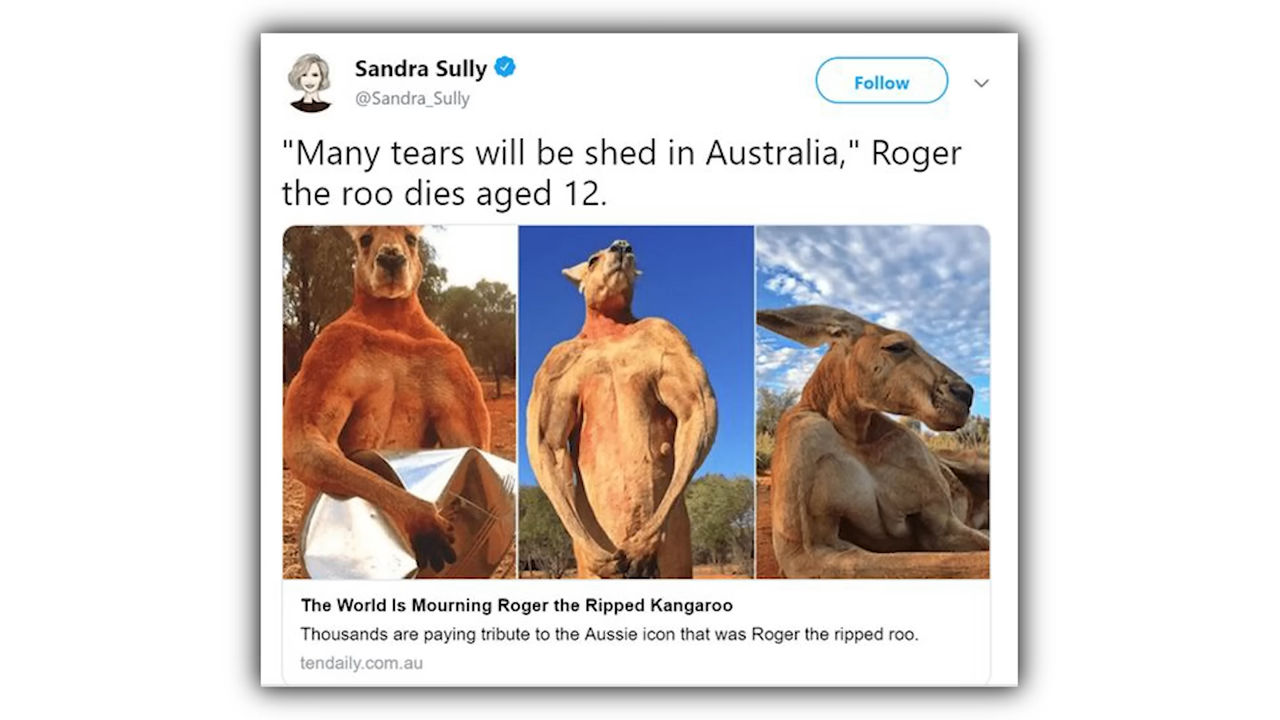 Sandra Sully
@Sandra_Sully
Follow
"Many tears will be shed in Australia," Roger
the roo dies aged 12.
The World Is Mourning Roger the Ripped Kangaroo
Thousands are paying tribute to the Aussie icon that was Roger the ripped roo.
tendaily.com.au